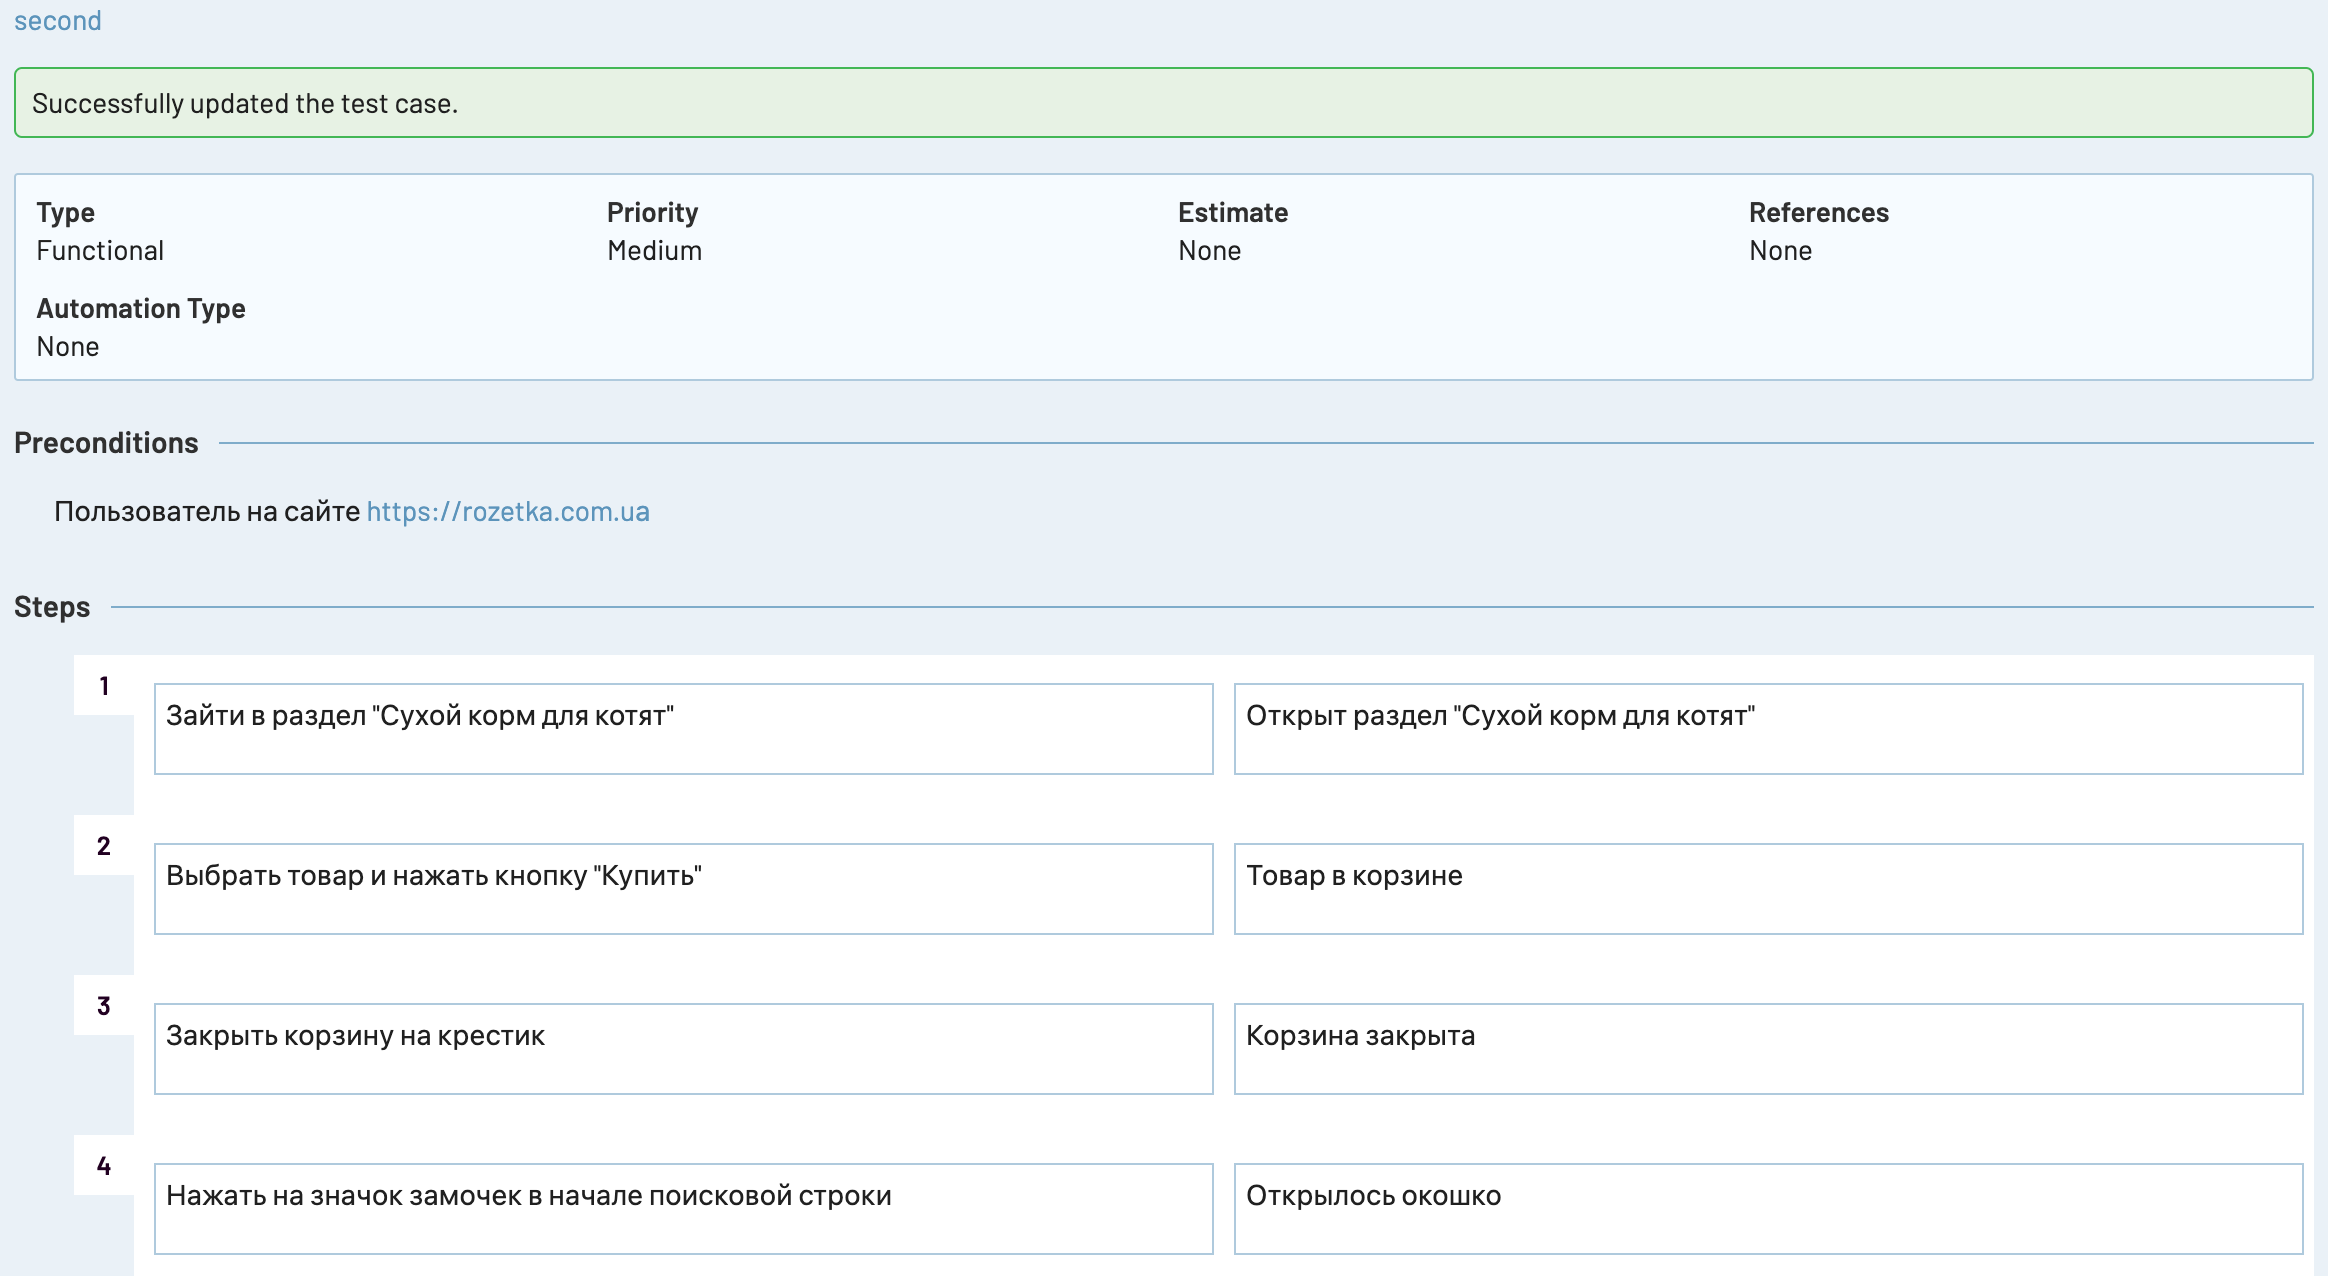 second
Successfully updated the test case.
Type
Functional
Priority
Medium
Estimate
None
References
None
Automation Type
None
Preconditions
Пользователь на сайте https://rozetka.com.ua
Steps
1
Зайти в раздел "Сухой корм для котят"
Открыт раздел "Сухой корм для котят"
2
Выбрать товар и нажать кнопку "Купить"
Товар в корзине
3
Закрыть корзину на крестик
Корзина закрыта
4
Нажать на значок замочек в начале поисковой строки
Открылось окошко